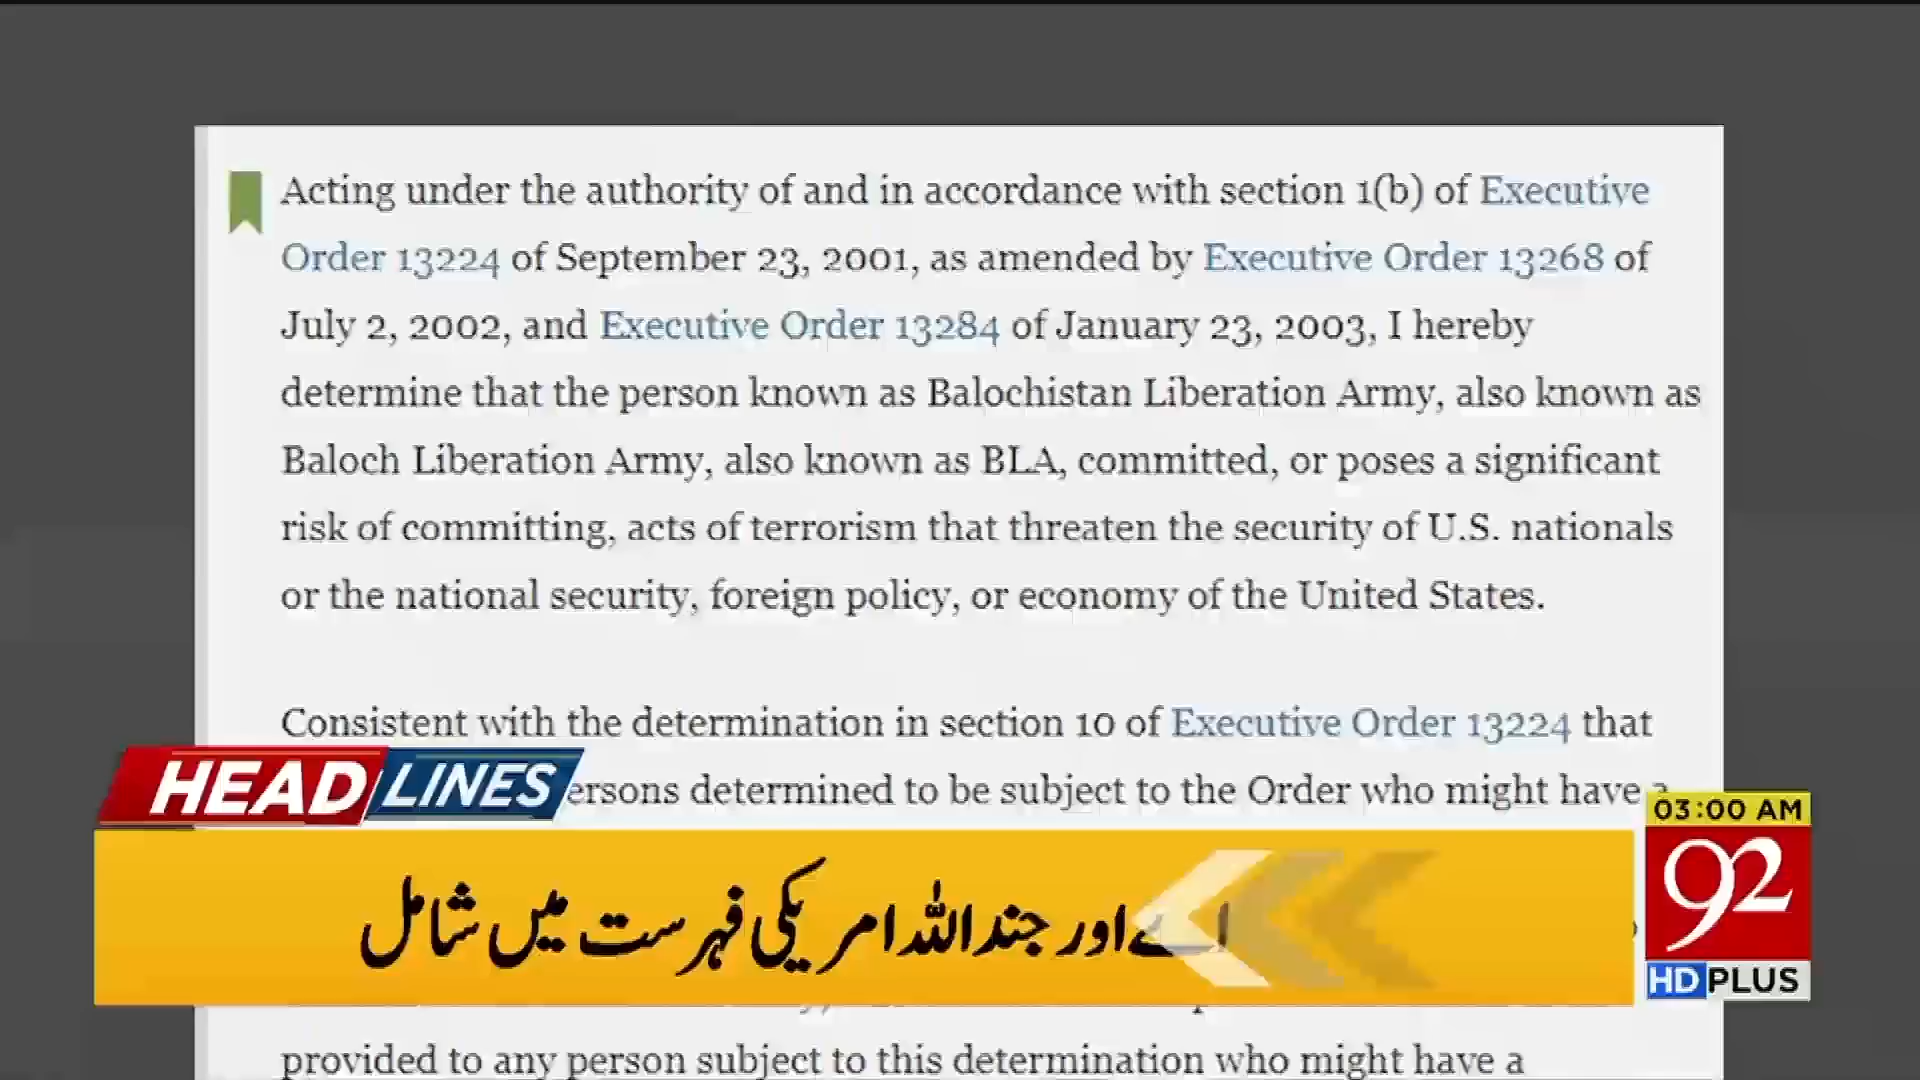 Acting under the authority of and in accordance with section 1(b) of Executive
Order 13224 of September 23, 2001, as amended by Executive Order 13268 of
July 2, 2002, and Executive Order 13284 of January 23, 2003, I hereby
determine that the person known as Balochistan Liberation Army, also known as
Baloch Liberation Army, also known as BLA, committed, or poses a significant
risk of committing, acts of terrorism that threaten the security of U.S. nationals
or the national security, foreign policy, or economy of the United States.
Consistent with the determination in section 10 of Executive Order 13224 that
HEADLINES
determined to be subject to the Order who might have
03:00 AM
اور جنداللہ امریکی فہرست میں شامل
92
HD PLUS
provided to any person subject to this determination who might have a